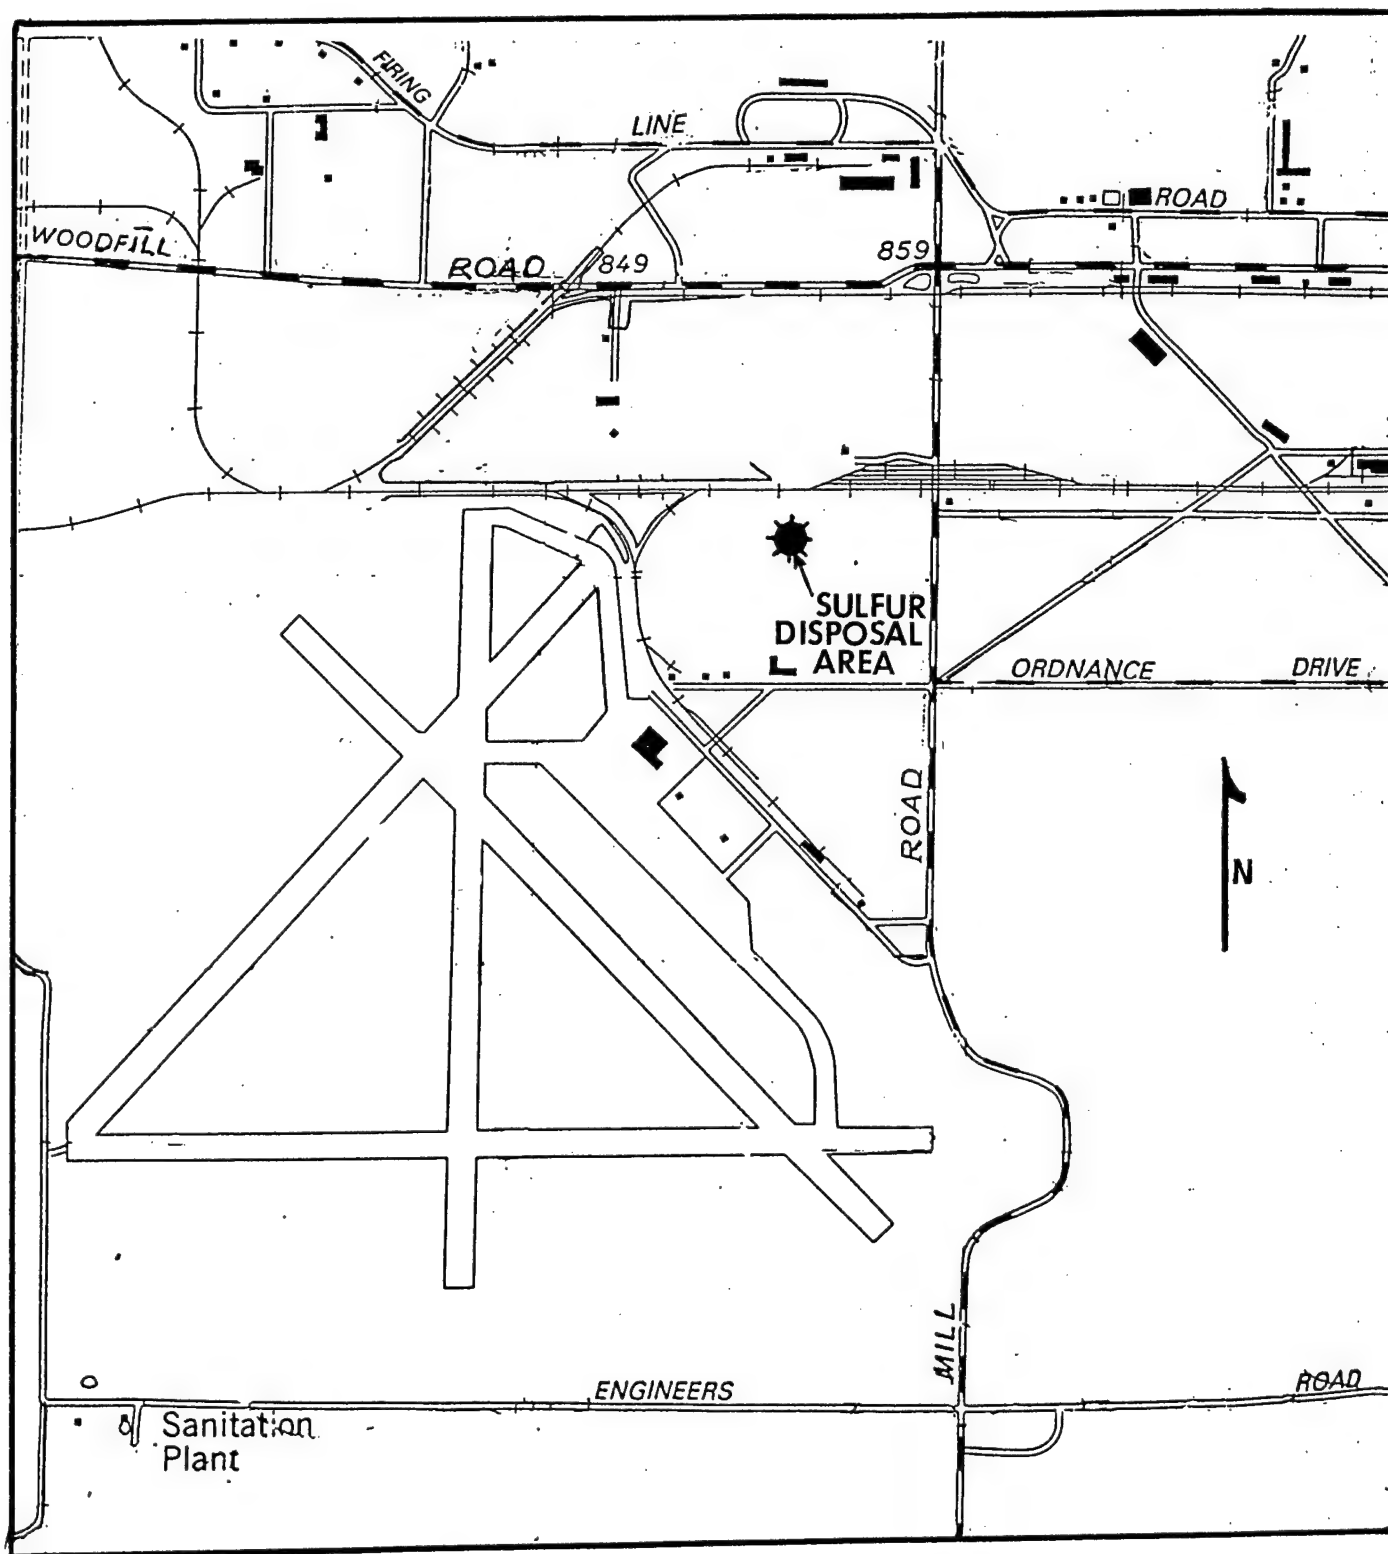 FIRING
LINE
ROAD
WOODFILL
ROAD
849
859
SULFUR
DISPOSAL
AREA
ORDNANCE DRIVE
ROAD
N
MILL
ENGINEERS
ROAD
Sanitation
Plant